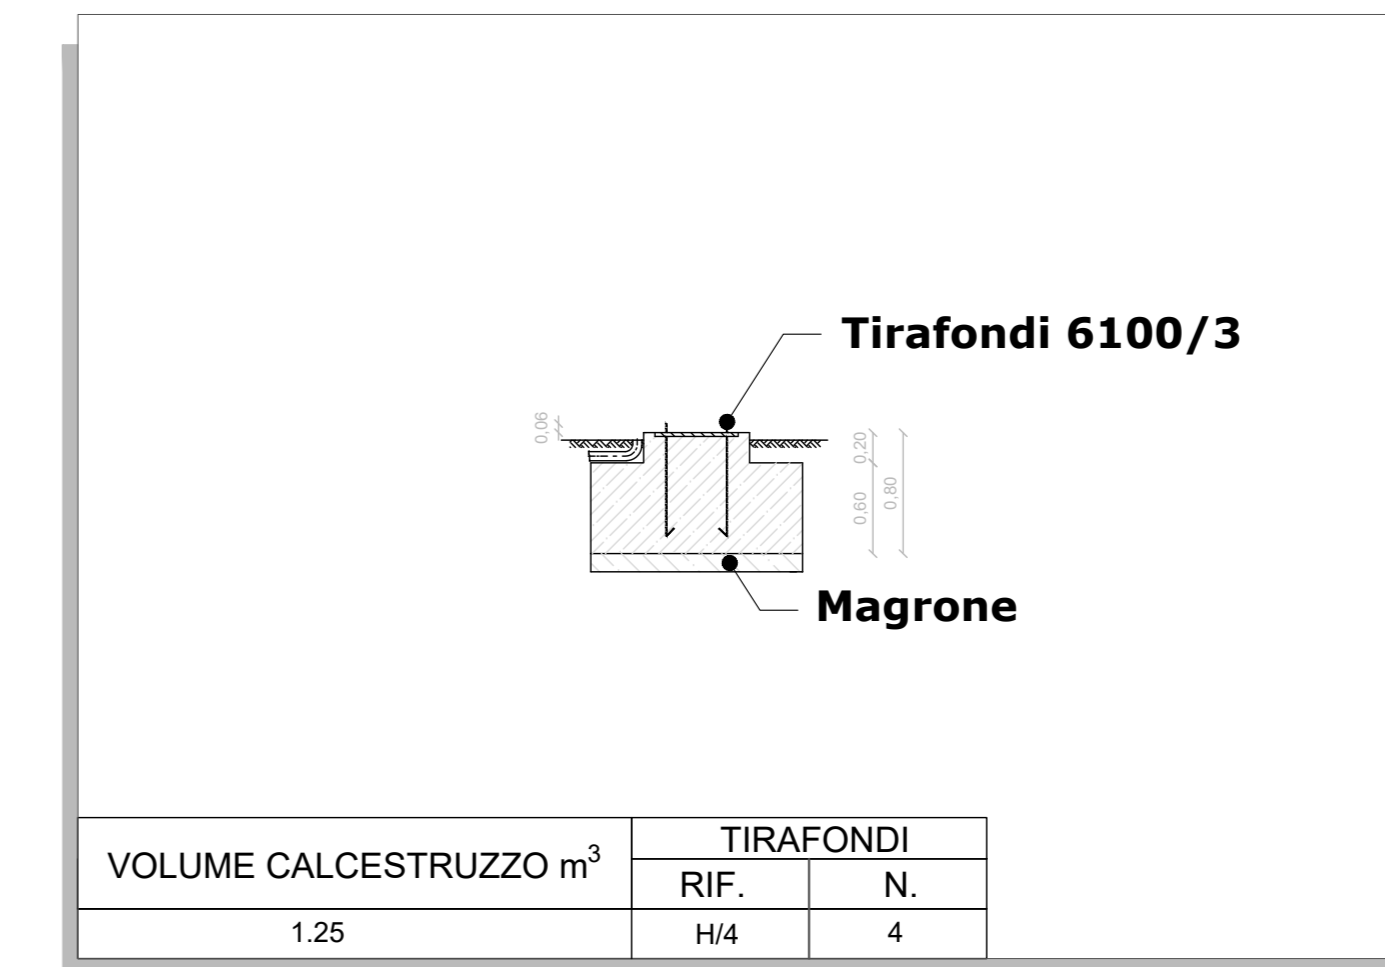 Tirafondi 6100/3
0,06
0,20
0,60
0,80
Magrone
VOLUME CALCESTRUZZO m³
TIRAFONDI
RIF.
N.
1.25
H/4
4